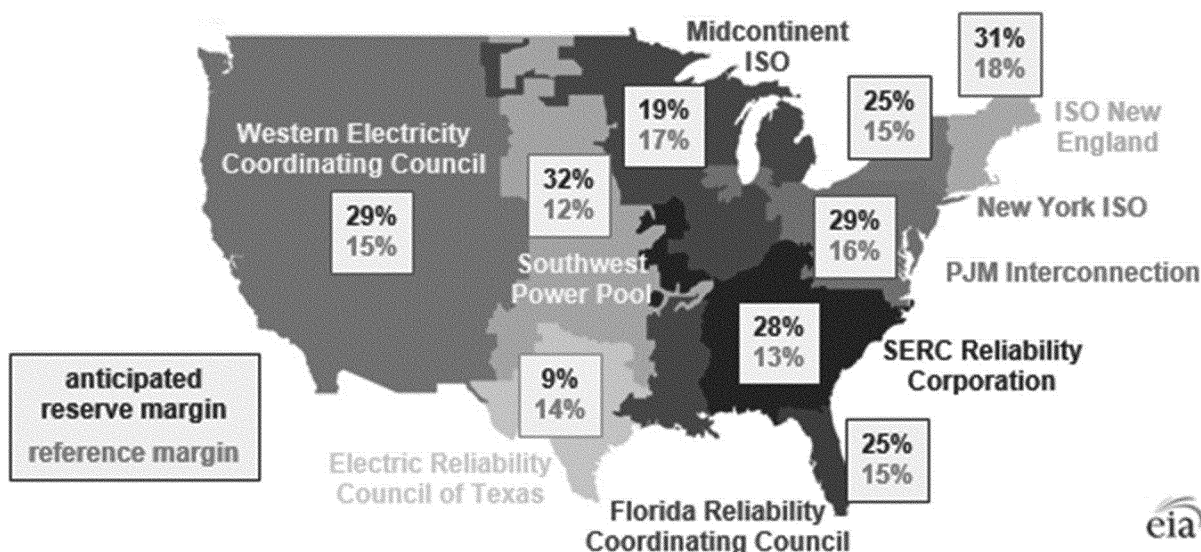 Midcontinent
ISO
31%
18%
19%
17%
25%
15%
ISO New
England
Western Electricity
Coordinating Council
29%
15%
32%
12%
Southwest
Power Pool
New York ISO
29%
16%
PJM Interconnection
28%
13%
SERC Reliability
Corporation
anticipated
reserve margin
reference margin
9%
14%
Electric Reliability
Council of Texas
25%
15%
Florida Reliability
Coordinating Council
eia